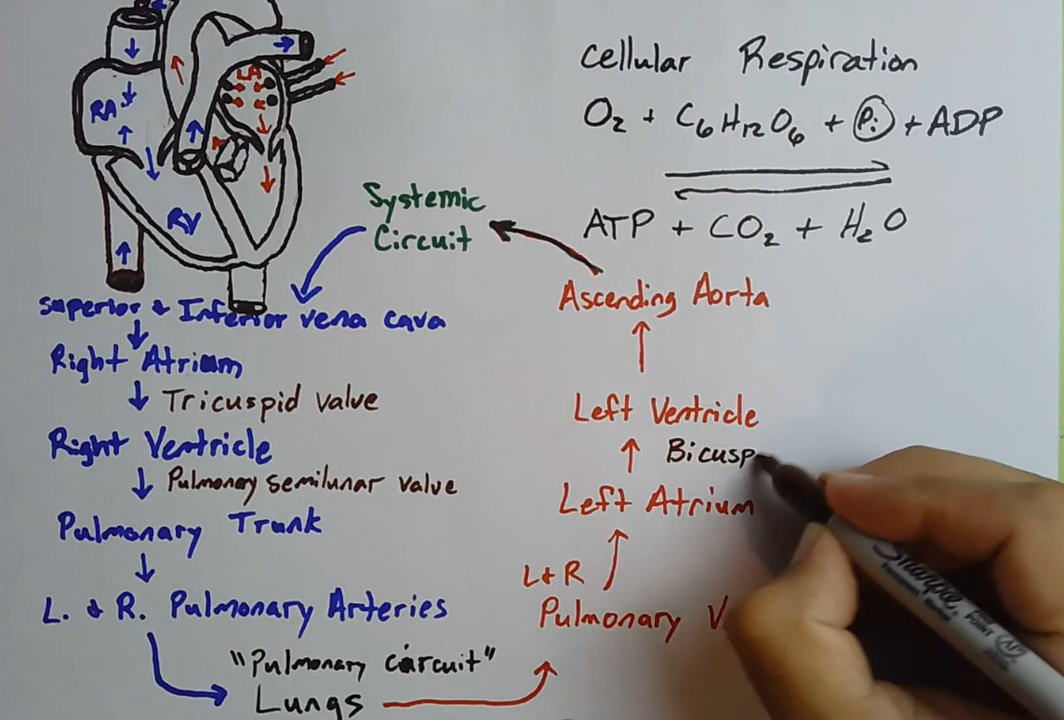 RA
LA
RV
Cellular Respiration
O₂ + C₆H₁₂O₆ + Pi + ADP
ATP + CO₂ + H₂O
Systemic
Circuit
Superior + Inferior vena cava
Right Atrium
Tricuspid valve
Right Ventricle
Pulmonary semilunar valve
Pulmonary Trunk
L. + R. Pulmonary Arteries
"Pulmonary circuit"
Lungs
Ascending Aorta
Left Ventricle
Bicusp
Left Atrium
L + R
Pulmonary V
Sharpie